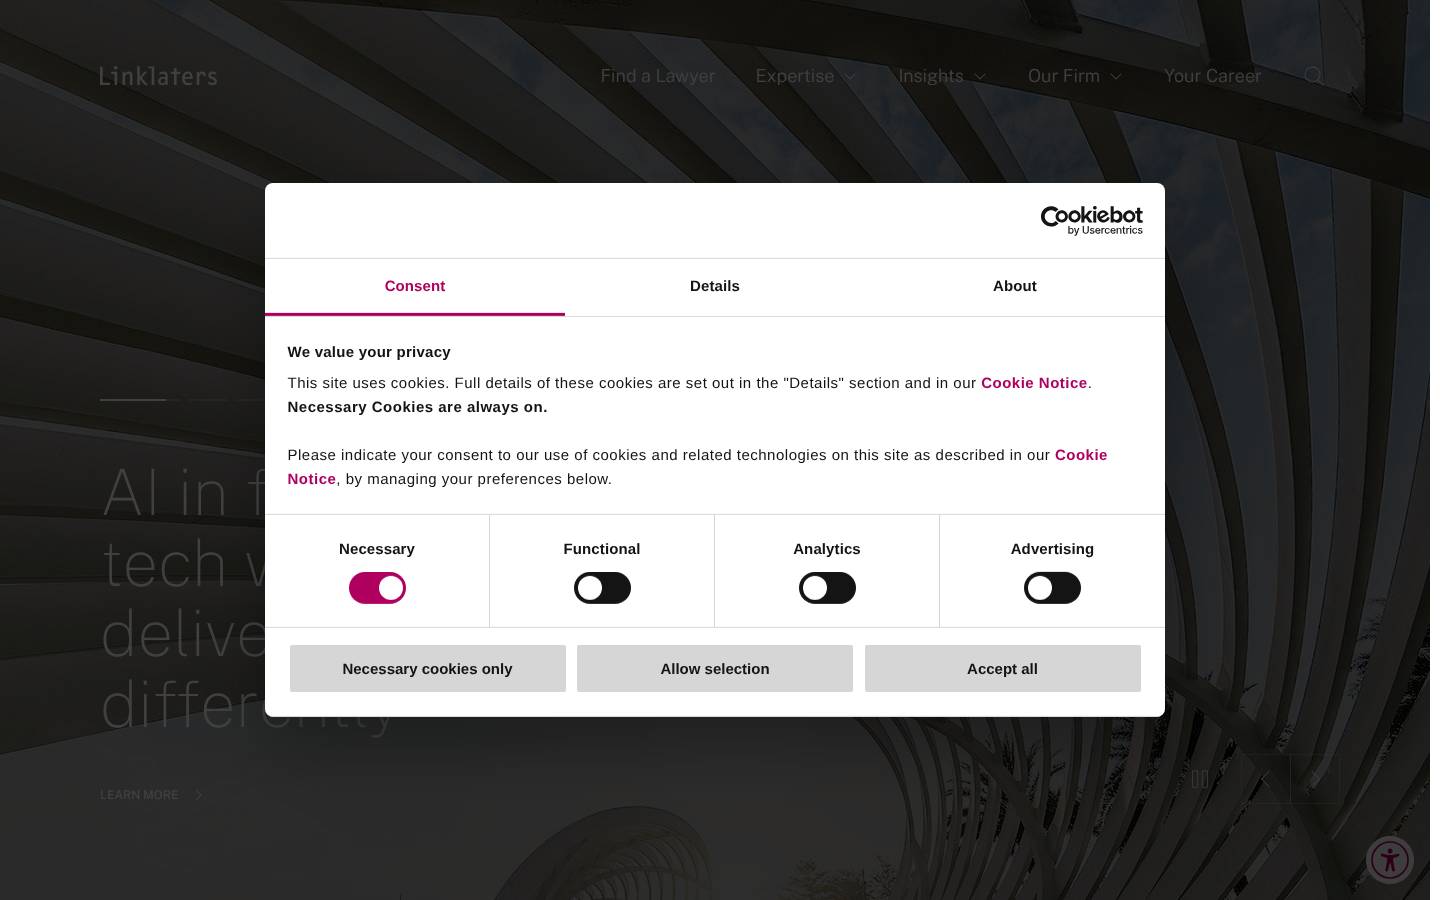 Linklaters
Find a Lawyer Expertise Insights Our Firm Your Career
Cookiebot
by Usercentrics
Consent Details About
We value your privacy
This site uses cookies. Full details of these cookies are set out in the "Details" section and in our Cookie Notice.
Necessary Cookies are always on.
Please indicate your consent to our use of cookies and related technologies on this site as described in our Cookie
Notice, by managing your preferences below.
Necessary Functional Analytics Advertising
Necessary cookies only Allow selection Accept all
AI in
tech
differently
LEARN MORE